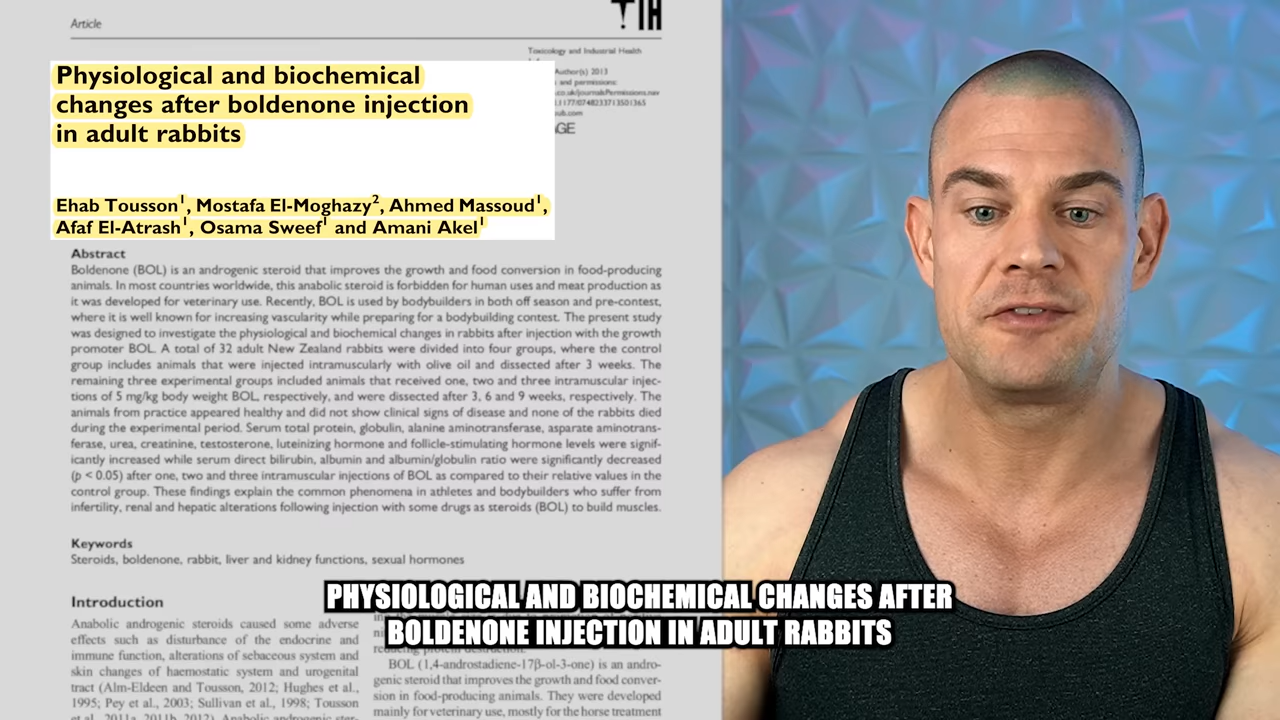 Article
TIH
Toxicology and Industrial Health
Author(s) 2013
and permissions:
.co.uk/journalsPermissions.nav
Physiological and biochemical
changes after boldenone injection
in adult rabbits
Ehab Tousson1, Mostafa El-Moghazy2, Ahmed Massoud1,
Afaf El-Atrash1, Osama Sweef1 and Amani Akel1
Abstract
Boldenone (BOL) is an androgenic steroid that improves the growth and food conversion in food-producing
animals. In most countries worldwide, this anabolic steroid is forbidden for human uses and meat production as
it was developed for veterinary use. Recently, BOL is used by bodybuilders in both off season and pre-contest,
where it is well known for increasing vascularity while preparing for a bodybuilding contest. The present study
was designed to investigate the physiological and biochemical changes in rabbits after injection with the growth
promoter BOL. A total of 32 adult New Zealand rabbits were divided into four groups, where the control
group includes animals that were injected intramuscularly with olive oil and dissected after 3 weeks. The
remaining three experimental groups included animals that received one, two and three intramuscular injec-
tions of 5 mg/kg body weight BOL, respectively, and were dissected after 3, 6 and 9 weeks, respectively. The
animals from practice appeared healthy and did not show clinical signs of disease and none of the rabbits died
during the experimental period. Serum total protein, globulin, alanine aminotransferase, asparate aminotrans-
ferase, urea, creatinine, testosterone, luteinizing hormone and follicle-stimulating hormone levels were signif-
icantly increased while serum direct bilirubin, albumin and albumin/globulin ratio were significantly decreased
(p < 0.05) after one, two and three intramuscular injections of BOL as compared to their relative values in the
control group. These findings explain the common phenomena in athletes and bodybuilders who suffer from
infertility, renal and hepatic alterations following injection with some drugs as steroids (BOL) to build muscles.
Keywords
Steroids, boldenone, rabbit, liver and kidney functions, sexual hormones
Introduction
Anabolic androgenic steroids caused some adverse
effects such as disturbance of the endocrine and
immune function, alterations of sebaceous system and
skin changes of haemostatic system and urogenital
tract (Alm-Eldeen and Tousson, 2012; Hughes et al.,
1995; Pey et al., 2003; Sullivan et al., 1998; Tousson
et al., 2011a, 2011b, 2012). Anabolic androgenic ster-
reducing protein destruction.
BOL (1,4-androstadiene-17β-ol-3-one) is an andro-
genic steroid that improves the growth and food conver-
sion in food-producing animals. They were developed
mainly for veterinary use, mostly for the horse treatment
PHYSIOLOGICAL AND BIOCHEMICAL CHANGES AFTER
BOLDENONE INJECTION IN ADULT RABBITS